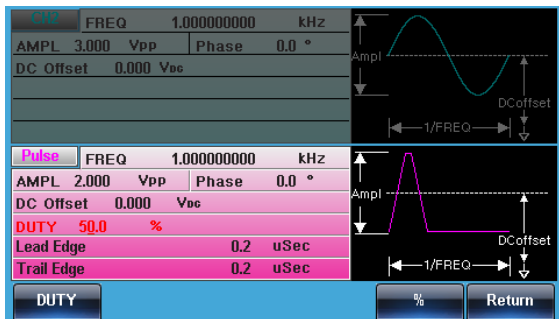 CH2 FREQ 1.000000000 kHz
AMPL 3.000 Vpp Phase 0.0 °
DC Offset 0.000 VDC
Ampl
DCoffset
1/FREQ
Pulse FREQ 1.000000000 kHz
AMPL 2.000 Vpp Phase 0.0 °
DC Offset 0.000 VDC
DUTY 50.0 %
Lead Edge 0.2 uSec
Trail Edge 0.2 uSec
Ampl
DCoffset
1/FREQ
DUTY % Return